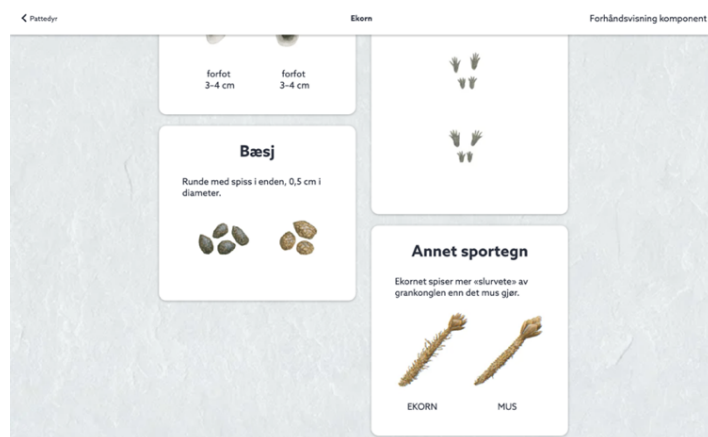 Pattedyr
Ekorn
Forhåndsvisning komponent
forfot
3-4 cm
forfot
3-4 cm
Bæsj
Runde med spiss i enden, 0,5 cm i
diameter.
Annet sportegn
Ekornet spiser mer «slurvete» av
grankonglen enn det mus gjør.
EKORN
MUS